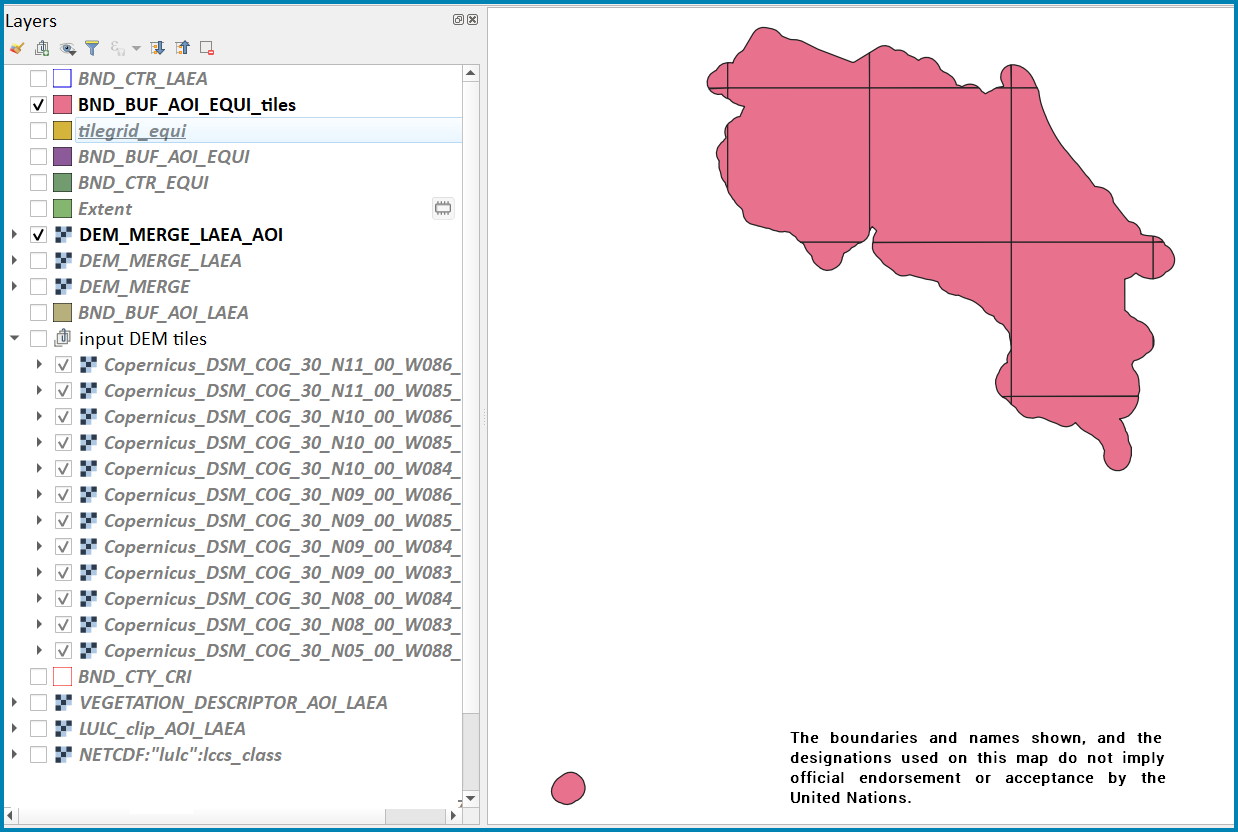 Layers
BND_CTR_LAEA
BND_BUF_AOI_EQUI_tiles
tilegrid_equi
BND_BUF_AOI_EQUI
BND_CTR_EQUI
Extent
DEM_MERGE_LAEA_AOI
DEM_MERGE_LAEA
DEM_MERGE
BND_BUF_AOI_LAEA
input DEM tiles
Copernicus_DSM_COG_30_N11_00_W086_
Copernicus_DSM_COG_30_N11_00_W085_
Copernicus_DSM_COG_30_N10_00_W086_
Copernicus_DSM_COG_30_N10_00_W085_
Copernicus_DSM_COG_30_N10_00_W084_
Copernicus_DSM_COG_30_N09_00_W086_
Copernicus_DSM_COG_30_N09_00_W085_
Copernicus_DSM_COG_30_N09_00_W084_
Copernicus_DSM_COG_30_N09_00_W083_
Copernicus_DSM_COG_30_N08_00_W084_
Copernicus_DSM_COG_30_N08_00_W083_
Copernicus_DSM_COG_30_N05_00_W088_
BND_CTY_CRI
VEGETATION_DESCRIPTOR_AOI_LAEA
LULC_clip_AOI_LAEA
NETCDF:"lulc":lccs_class
The boundaries and names shown, and the
designations used on this map do not imply
official endorsement or acceptance by the
United Nations.